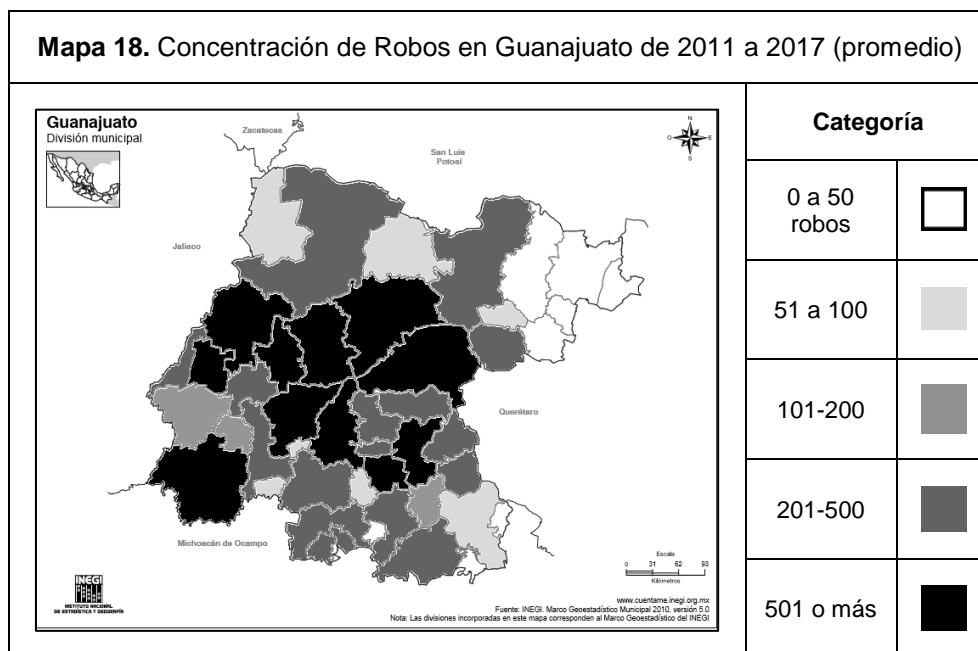 Mapa 18. Concentración de Robos en Guanajuato de 2011 a 2017 (promedio)
Guanajuato
División municipal
Zacatecas
San Luis
Potosí
N
O
E
S
Jalisco
Querétaro
Michoacán de Ocampo
Escala
0 31 62 93
Kilómetros
INEGI
INSTITUTO NACIONAL
DE ESTADÍSTICA Y GEOGRAFÍA
www.cuentame.inegi.org.mx
Fuente: INEGI. Marco Geoestadístico Municipal 2010, versión 5.0
Nota: Las divisiones incorporadas en este mapa corresponden al Marco Geoestadístico del INEGI
Categoría
0 a 50
robos
51 a 100
101-200
201-500
501 o más